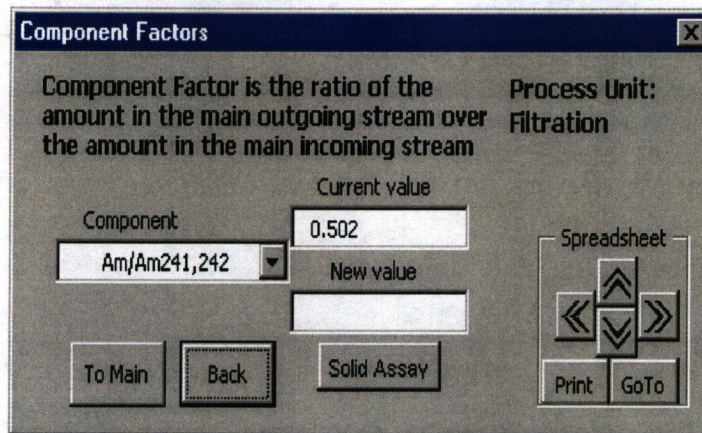 Component Factors
Component Factor is the ratio of the
amount in the main outgoing stream over
the amount in the main incoming stream
Process Unit:
Filtration
Current value
Component
0.502
Am/Am241,242
New value
Spreadsheet
To Main
Back
Solid Assay
Print
GoTo